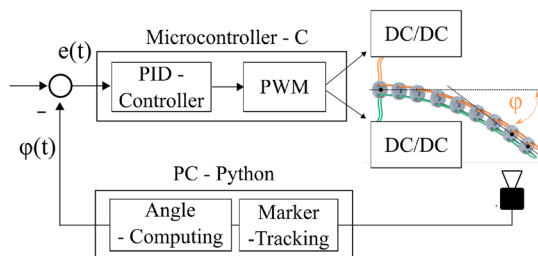 Microcontroller - C
DC/DC
e(t)
PID -
Controller
PWM
-
φ
DC/DC
φ(t)
PC - Python
Angle
- Computing
Marker
-Tracking